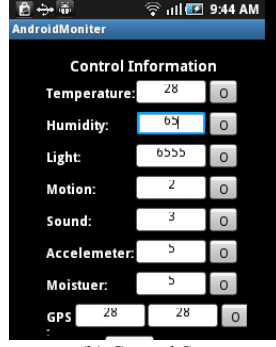 9:44 AM
AndroidMoniter
Control Information
Temperature: 28 O
Humidity: 65 O
Light: 6555 O
Motion: 2 O
Sound: 3 O
Accelemeter: 5 O
Moistuer: 5 O
GPS 28 28 O
: